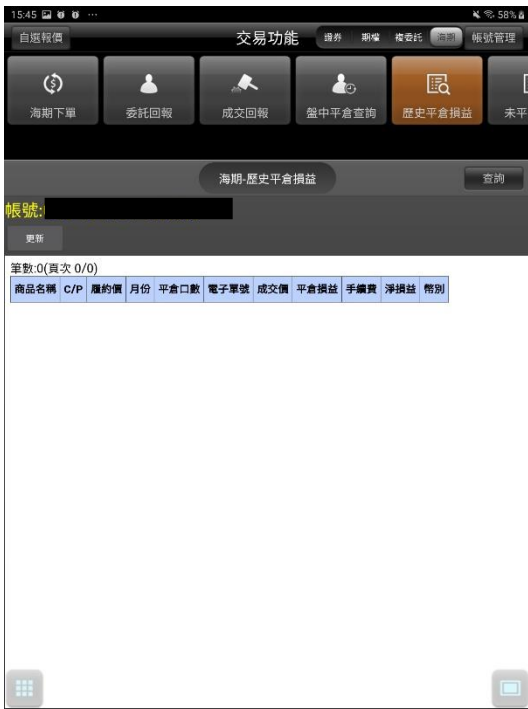 15:45 ... 58%
自選報價 交易功能 證券 期權 複委託 海期 帳號管理
海期下單 委託回報 成交回報 盤中平倉查詢 歷史平倉損益 未平
海期-歷史平倉損益 查詢
帳號:
更新
筆數:0(頁次 0/0)
商品名稱 C/P 履約價 月份 平倉口數 電子單號 成交價 平倉損益 手續費 淨損益 幣別